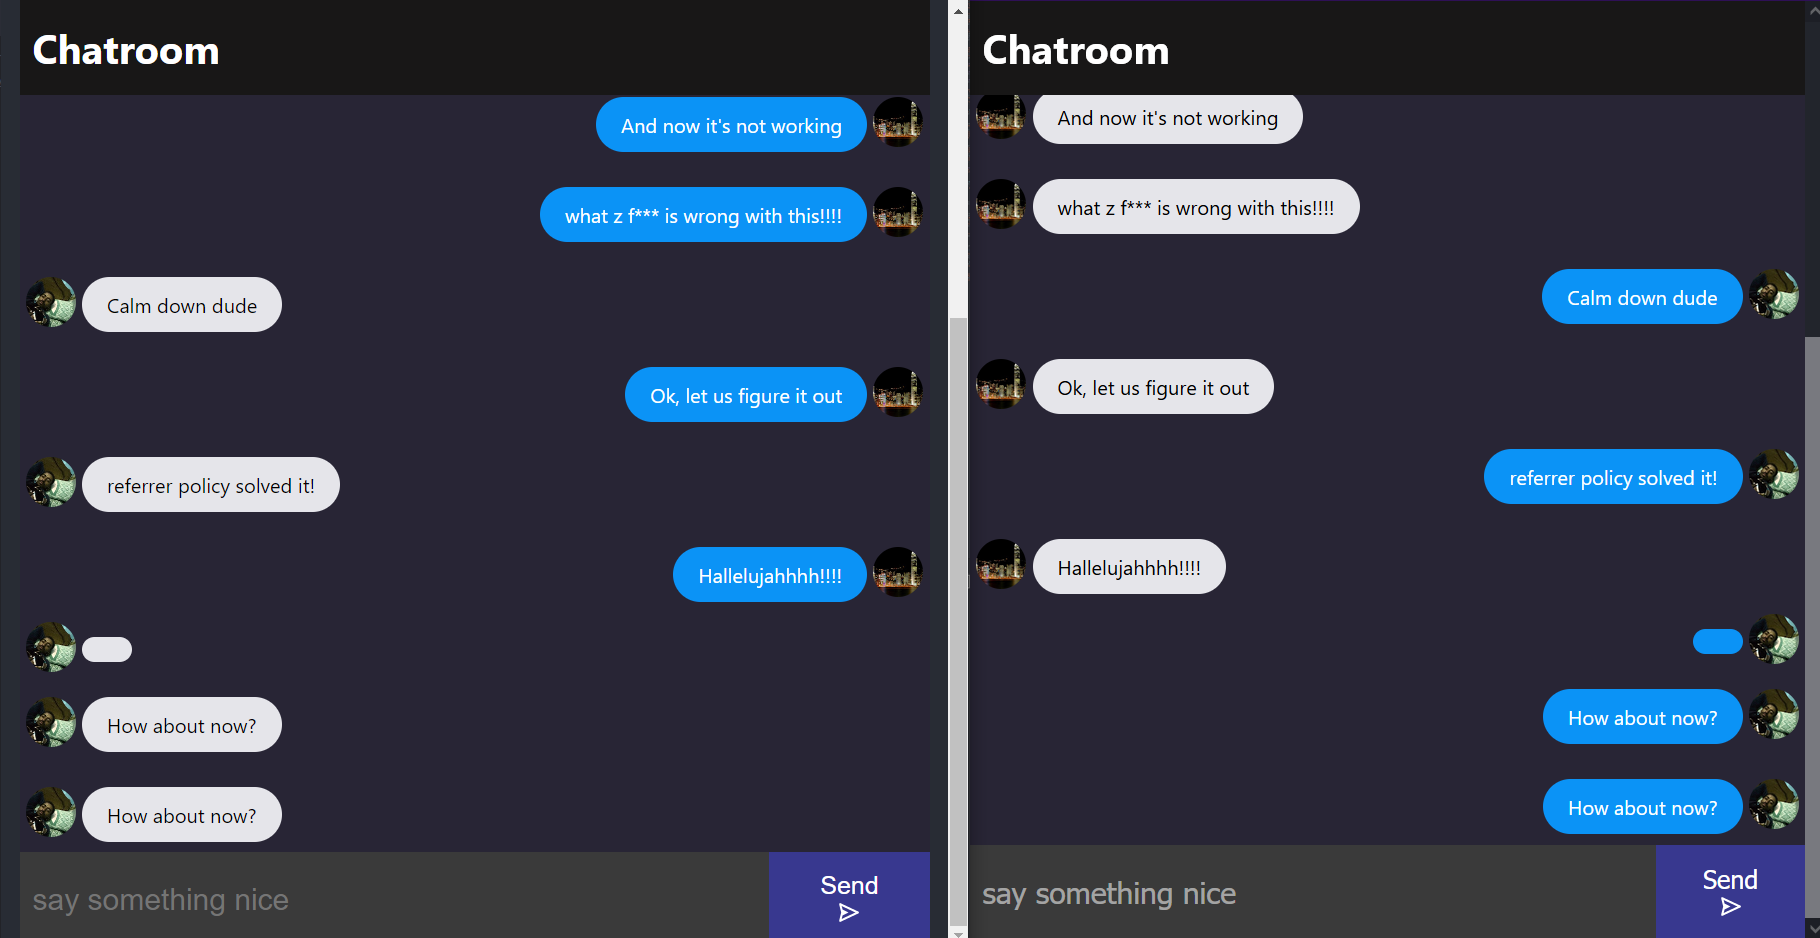 Chatroom
And now it's not working
what z f*** is wrong with this!!!!
Calm down dude
Ok, let us figure it out
referrer policy solved it!
Hallelujahhhh!!!!
How about now?
How about now?
say something nice
Send
Chatroom
And now it's not working
what z f*** is wrong with this!!!!
Calm down dude
Ok, let us figure it out
referrer policy solved it!
Hallelujahhhh!!!!
How about now?
How about now?
say something nice
Send